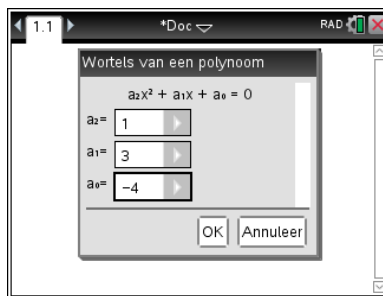 1.1 *Doc RAD
Wortels van een polynoom
a₂x² + a₁x + a₀ = 0
a₂= 1
a₁= 3
a₀= −4
OK Annuleer